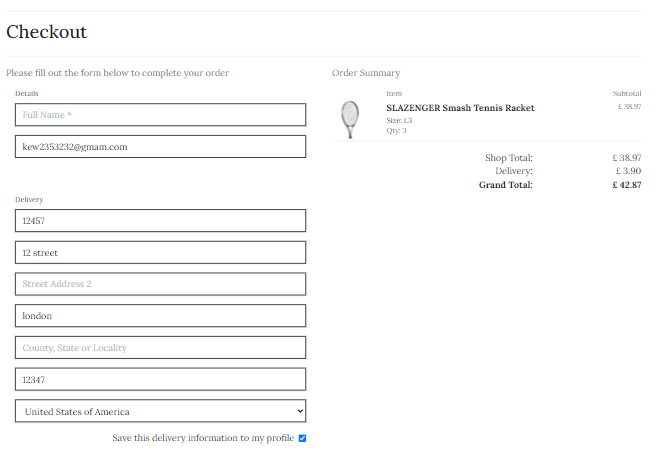 Checkout
Please fill out the form below to complete your order
Details
Full Name *
kew2353232@gmam.com
Delivery
12457
12 street
Street Address 2
london
County, State or Locality
12347
United States of America
Save this delivery information to my profile
Order Summary
Item Subtotal
SLAZENGER Smash Tennis Racket £ 38.97
Size: L3
Qty: 3
Shop Total: £ 38.97
Delivery: £ 3.90
Grand Total: £ 42.87